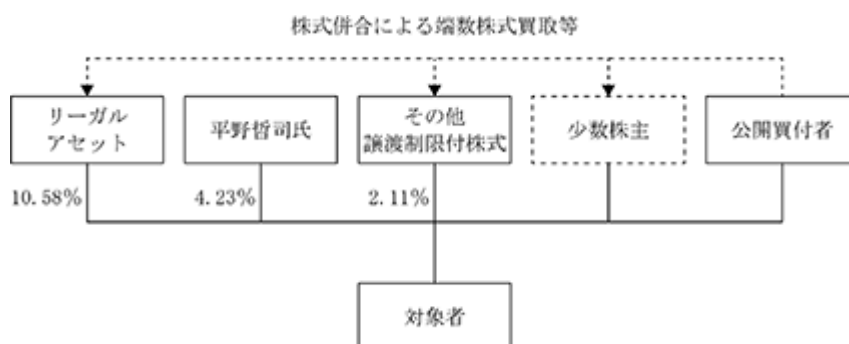 株式併合による端数株式買取等
リーガル
アセット
平野哲司氏
その他
譲渡制限付株式
少数株主
公開買付者
10.58%
4.23%
2.11%
対象者